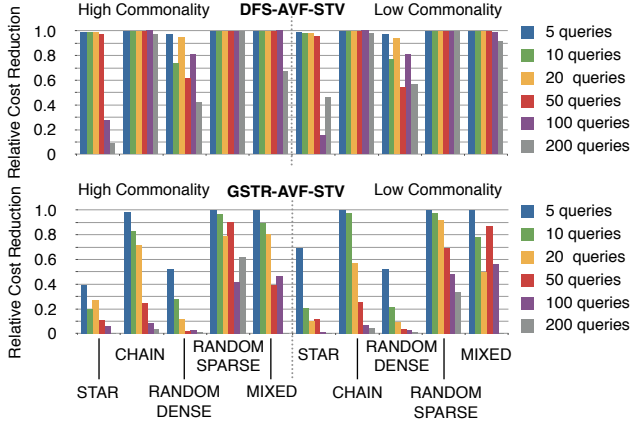 High Commonality DFS-AVF-STV Low Commonality
Relative Cost Reduction
1.0
0.8
0.6
0.4
0.2
0
5 queries
10 queries
20 queries
50 queries
100 queries
200 queries
High Commonality GSTR-AVF-STV Low Commonality
Relative Cost Reduction
1.0
0.8
0.6
0.4
0.2
0
5 queries
10 queries
20 queries
50 queries
100 queries
200 queries
STAR
CHAIN
RANDOM
DENSE
RANDOM
SPARSE
MIXED
STAR
CHAIN
RANDOM
DENSE
RANDOM
SPARSE
MIXED